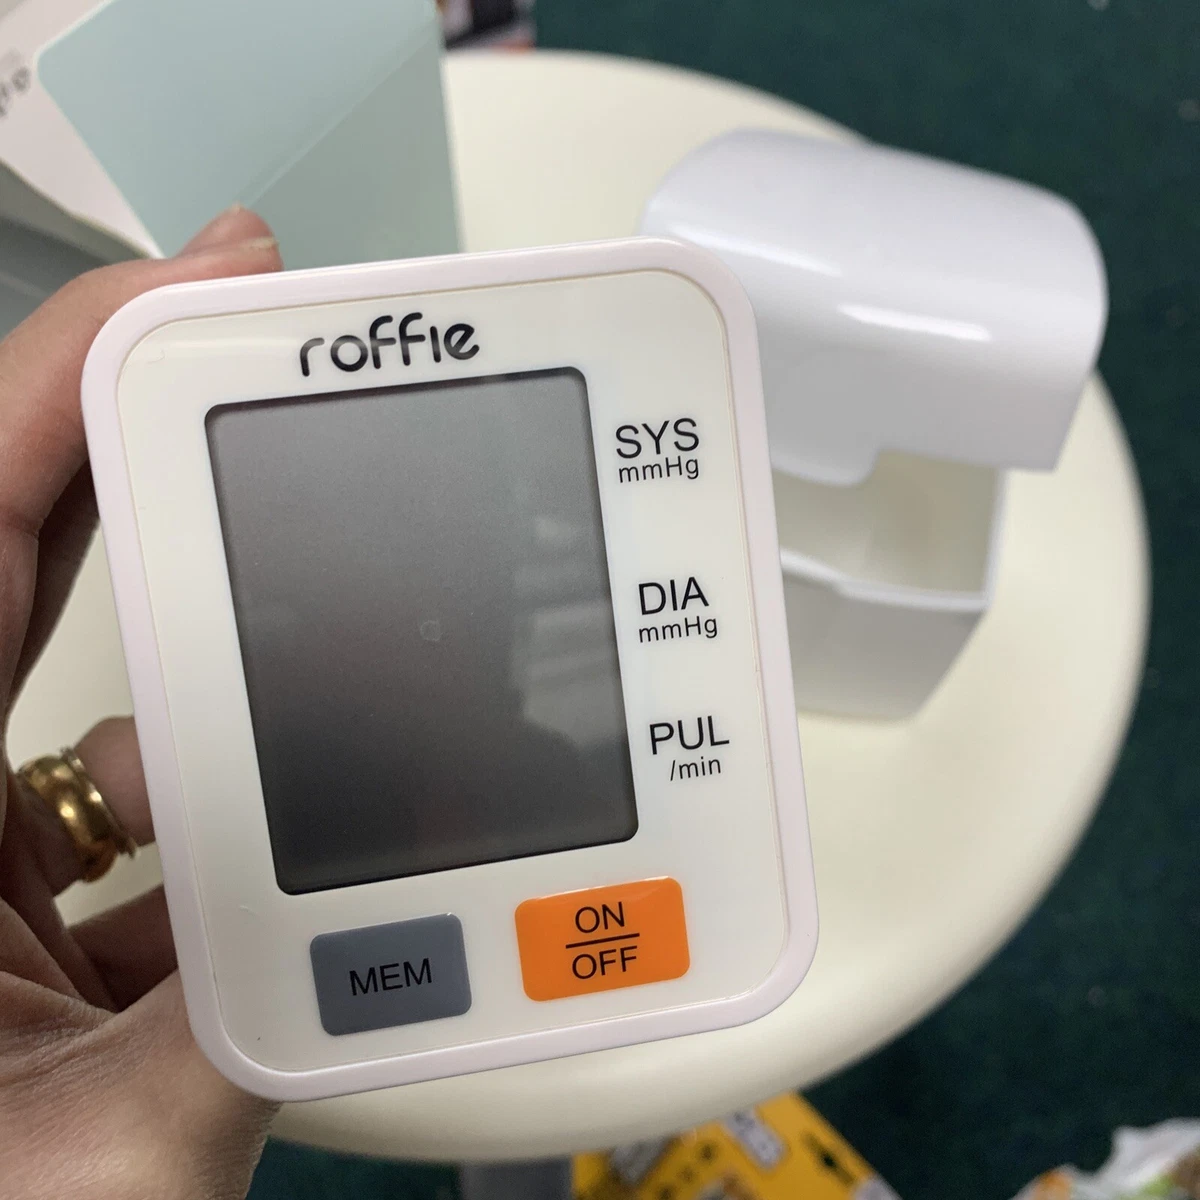 roffie
SYS
mmHg
DIA
mmHg
PUL
/min
MEM
ON
OFF